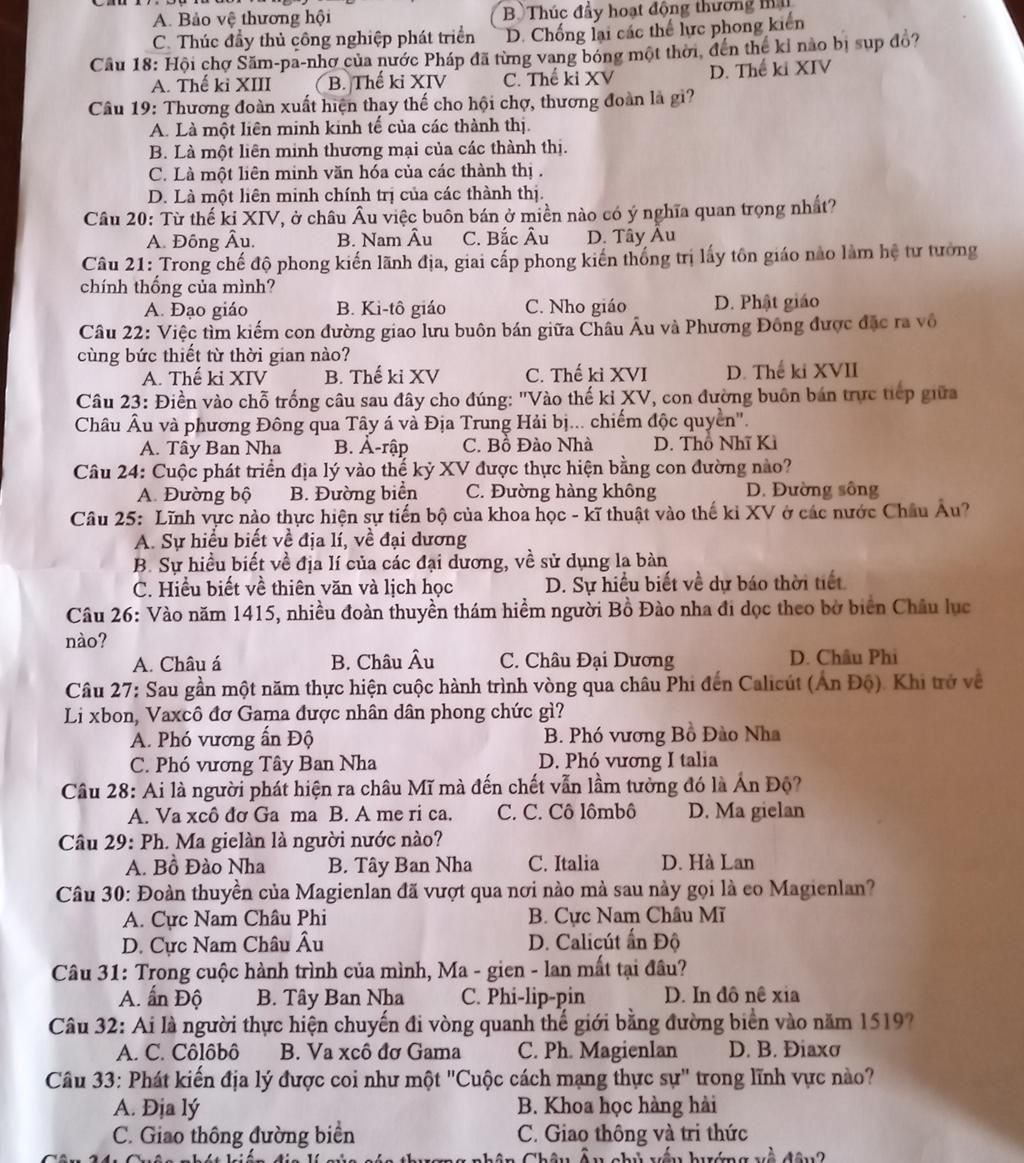 A. Bảo vệ thương hội B. Thúc đẩy hoạt động thương mại
C. Thúc đẩy thủ công nghiệp phát triển D. Chống lại các thế lực phong kiến
Câu 18: Hội chợ Săm-pa-nhơ của nước Pháp đã từng vang bóng một thời, đến thế kỉ nào bị sụp đổ?
A. Thế kỉ XIII B. Thế kỉ XIV C. Thế kỉ XV D. Thế kỉ XIV
Câu 19: Thương đoàn xuất hiện thay thế cho hội chợ, thương đoàn là gì?
A. Là một liên minh kinh tế của các thành thị.
B. Là một liên minh thương mại của các thành thị.
C. Là một liên minh văn hóa của các thành thị .
D. Là một liên minh chính trị của các thành thị.
Câu 20: Từ thế kỉ XIV, ở châu Âu việc buôn bán ở miền nào có ý nghĩa quan trọng nhất?
A. Đông Âu. B. Nam Âu C. Bắc Âu D. Tây Âu
Câu 21: Trong chế độ phong kiến lãnh địa, giai cấp phong kiến thống trị lấy tôn giáo nào làm hệ tư tưởng
chính thống của mình?
A. Đạo giáo B. Ki-tô giáo C. Nho giáo D. Phật giáo
Câu 22: Việc tìm kiếm con đường giao lưu buôn bán giữa Châu Âu và Phương Đông được đặc ra vô
cùng bức thiết từ thời gian nào?
A. Thế kỉ XIV B. Thế kỉ XV C. Thế kỉ XVI D. Thế kỉ XVII
Câu 23: Điền vào chỗ trống câu sau đây cho đúng: "Vào thế kỉ XV, con đường buôn bán trực tiếp giữa
Châu Âu và phương Đông qua Tây á và Địa Trung Hải bị... chiếm độc quyền".
A. Tây Ban Nha B. Ả-rập C. Bồ Đào Nhà D. Thổ Nhĩ Kì
Câu 24: Cuộc phát triển địa lý vào thế kỷ XV được thực hiện bằng con đường nào?
A. Đường bộ B. Đường biển C. Đường hàng không D. Đường sông
Câu 25: Lĩnh vực nào thực hiện sự tiến bộ của khoa học - kĩ thuật vào thế kỉ XV ở các nước Châu Âu?
A. Sự hiểu biết về địa lí, về đại dương
B. Sự hiểu biết về địa lí của các đại dương, về sử dụng la bàn
C. Hiểu biết về thiên văn và lịch học D. Sự hiểu biết về dự báo thời tiết.
Câu 26: Vào năm 1415, nhiều đoàn thuyền thám hiểm người Bồ Đào nha đi dọc theo bờ biển Châu lục
nào?
A. Châu á B. Châu Âu C. Châu Đại Dương D. Châu Phi
Câu 27: Sau gần một năm thực hiện cuộc hành trình vòng qua châu Phi đến Calicút (Ấn Độ). Khi trở về
Li xbon, Vaxcô đơ Gama được nhân dân phong chức gì?
A. Phó vương ấn Độ B. Phó vương Bồ Đào Nha
C. Phó vương Tây Ban Nha D. Phó vương I talia
Câu 28: Ai là người phát hiện ra châu Mĩ mà đến chết vẫn lầm tưởng đó là Ấn Độ?
A. Va xcô đơ Ga ma B. A me ri ca. C. C. Cô lômbô D. Ma gielan
Câu 29: Ph. Ma gielàn là người nước nào?
A. Bồ Đào Nha B. Tây Ban Nha C. Italia D. Hà Lan
Câu 30: Đoàn thuyền của Magienlan đã vượt qua nơi nào mà sau này gọi là eo Magienlan?
A. Cực Nam Châu Phi B. Cực Nam Châu Mĩ
D. Cực Nam Châu Âu D. Calicút ấn Độ
Câu 31: Trong cuộc hành trình của mình, Ma - gien - lan mất tại đâu?
A. ấn Độ B. Tây Ban Nha C. Phi-lip-pin D. In đô nê xia
Câu 32: Ai là người thực hiện chuyến đi vòng quanh thế giới bằng đường biển vào năm 1519?
A. C. Côlôbô B. Va xcô đơ Gama C. Ph. Magienlan D. B. Điaxơ
Câu 33: Phát kiến địa lý được coi như một "Cuộc cách mạng thực sự" trong lĩnh vực nào?
A. Địa lý B. Khoa học hàng hải
C. Giao thông đường biển C. Giao thông và tri thức
Câu 34: Cuộc phát kiến địa lí của các thương nhân Châu Âu chủ yếu hướng về đâu?